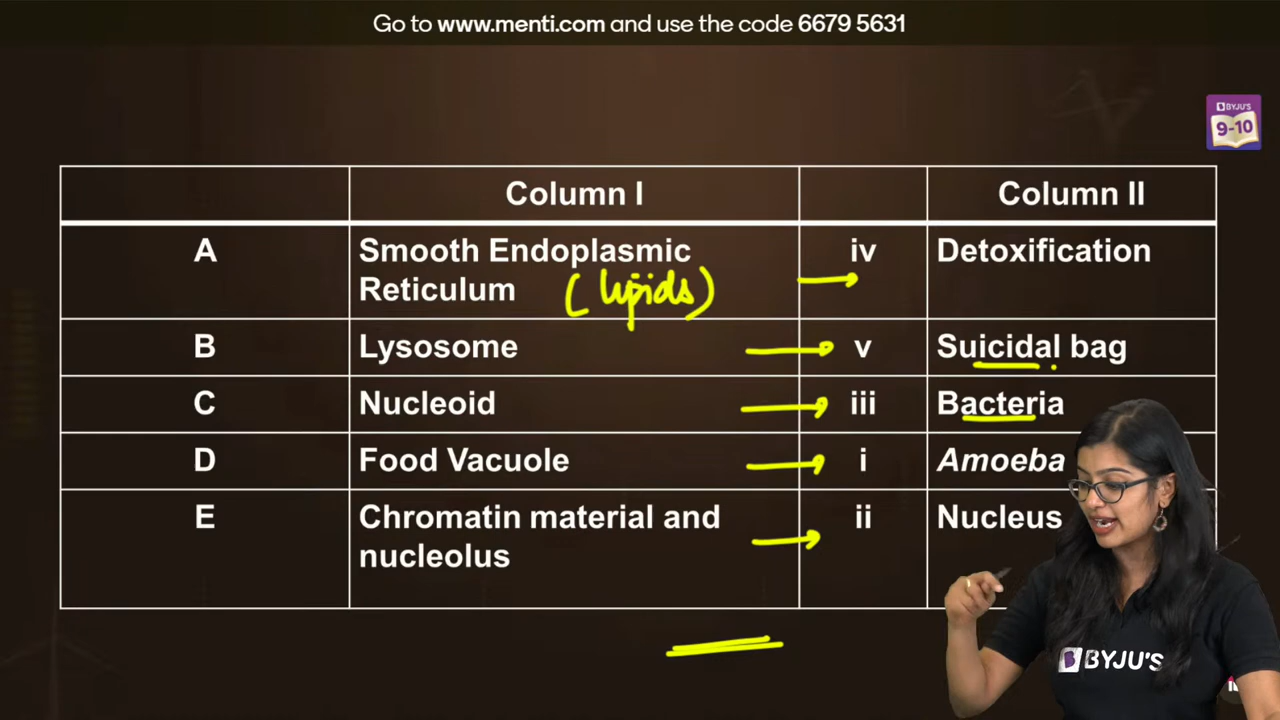 Go to www.menti.com and use the code 6679 5631
BYJU'S
9-10
Column I Column II
A Smooth Endoplasmic iv Detoxification
Reticulum (lipids)
B Lysosome v Suicidal bag
C Nucleoid iii Bacteria
D Food Vacuole i Amoeba
E Chromatin material and ii Nucleus
nucleolus
BYJU'S